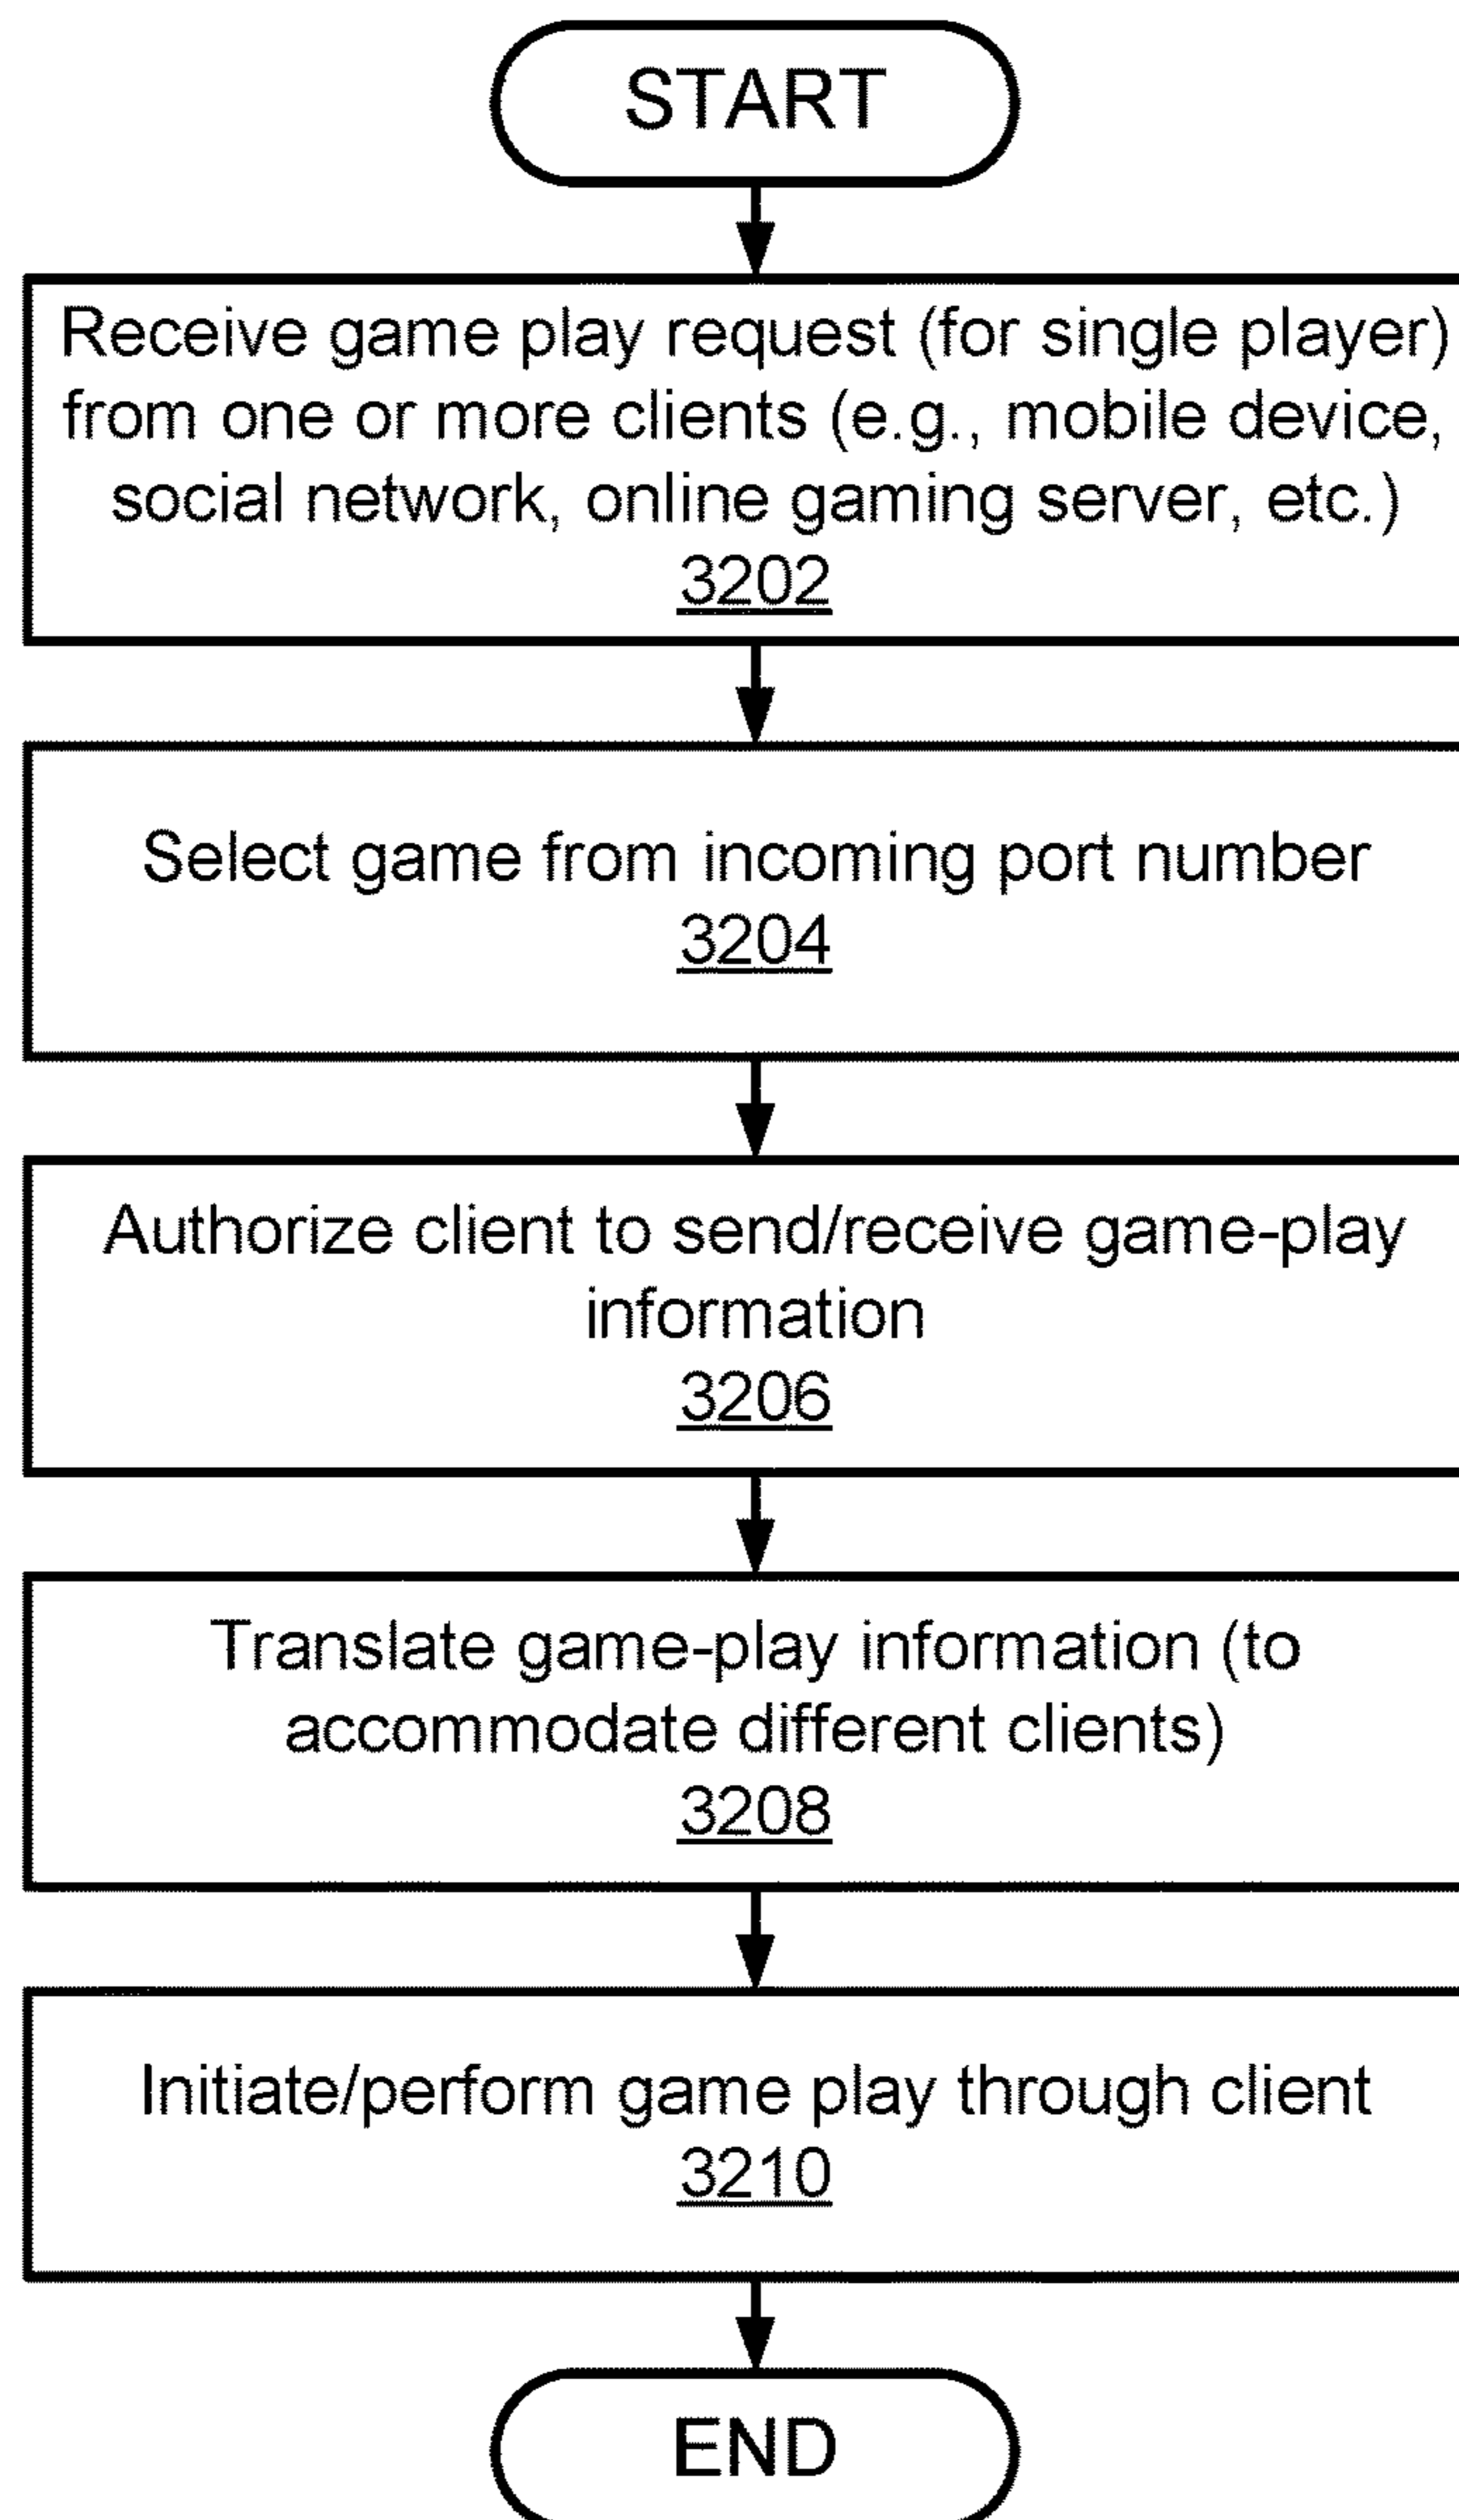 START
Receive game play request (for single player)
from one or more clients (e.g., mobile device,
social network, online gaming server, etc.)
3202
Select game from incoming port number
3204
Authorize client to send/receive game-play
information
3206
Translate game-play information (to
accommodate different clients)
3208
Initiate/perform game play through client
3210
END